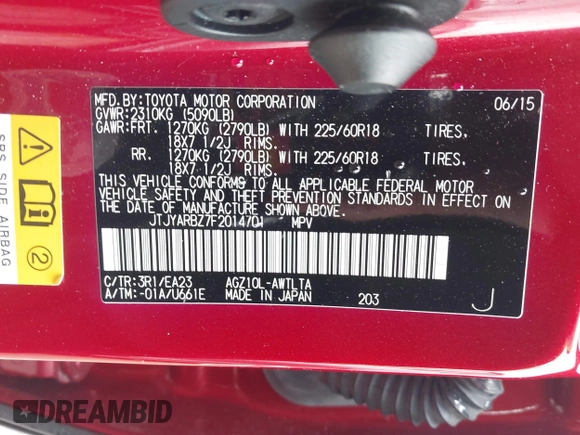 MFD.BY:TOYOTA MOTOR CORPORATION 06/15
GVWR:2310KG (5090LB)
GAWR:FRT. 1270KG (2790LB) WITH 225/60R18 TIRES,
18X7 1/2J RIMS.
RR. 1270KG (2790LB) WITH 225/60R18 TIRES,
18X7 1/2J RIMS.
THIS VEHICLE CONFORMS TO ALL APPLICABLE FEDERAL MOTOR
VEHICLE SAFETY AND THEFT PREVENTION STANDARDS IN EFFECT ON
THE DATE OF MANUFACTURE SHOWN ABOVE.
JTJYARBZ7F2014701 MPV
C/TR:3R1/EA23 AGZ10L-AWTLTA
A/TM:-01A/U661E MADE IN JAPAN 203 J
SRS SIDE AIRBAG
2
DREAMBID